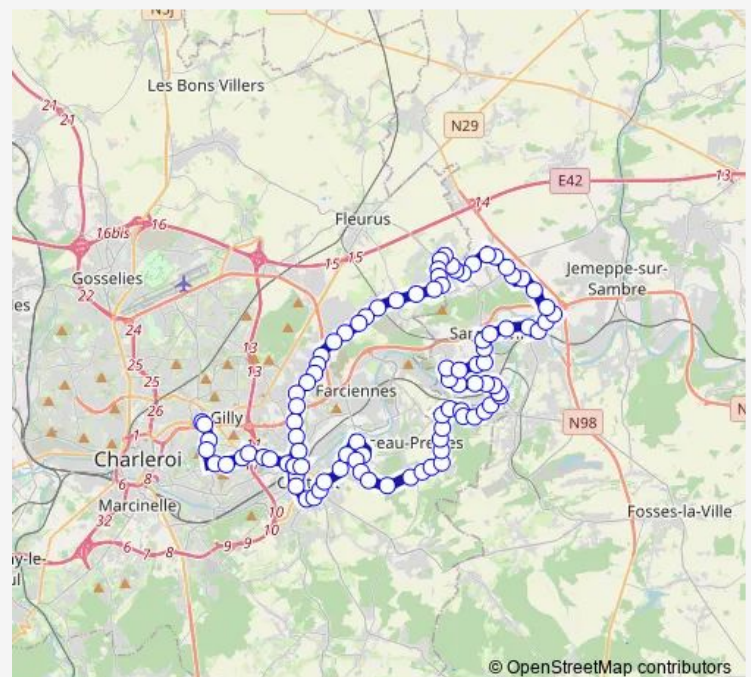 N5J
Les Bons Villers
21
21
N29
E42
13
14
16
16bis
Fleurus
15
15
Gosselies
Jemeppe-sur-
Sambre
22
24
13
13
25
25
Farciennes
26
Gilly
1
11
N98
Charleroi
6
8
Marcinelle
10
10
32
Fosses-la-Ville
6
7
8
9
9
© OpenStreetMap contributors